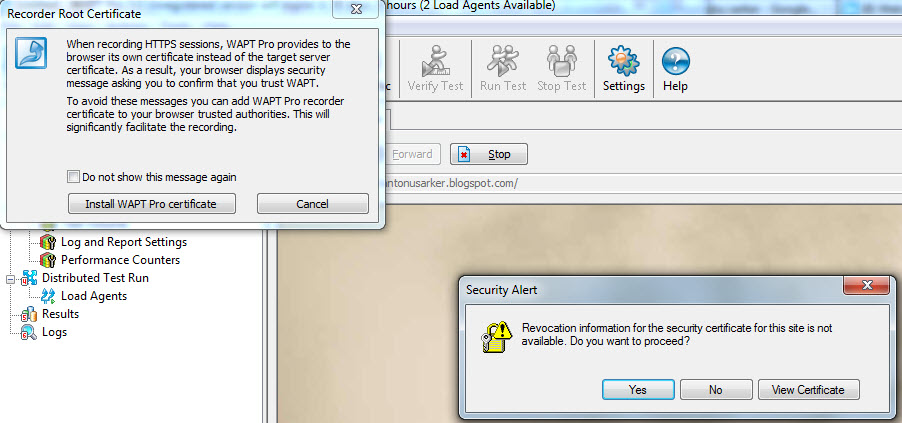 Recorder Root Certificate
hours (2 Load Agents Available)
When recording HTTPS sessions, WAPT Pro provides to the
browser its own certificate instead of the target server
certificate. As a result, your browser displays security
message asking you to confirm that you trust WAPT.
To avoid these messages you can add WAPT Pro recorder
certificate to your browser trusted authorities. This will
significantly facilitate the recording.
Do not show this message again
Install WAPT Pro certificate Cancel
Verify Test Run Test Stop Test Settings Help
Forward Stop
antonusarker.blogspot.com/
Log and Report Settings
Performance Counters
Distributed Test Run
Load Agents
Results
Logs
Security Alert
Revocation information for the security certificate for this site is not
available. Do you want to proceed?
Yes No View Certificate